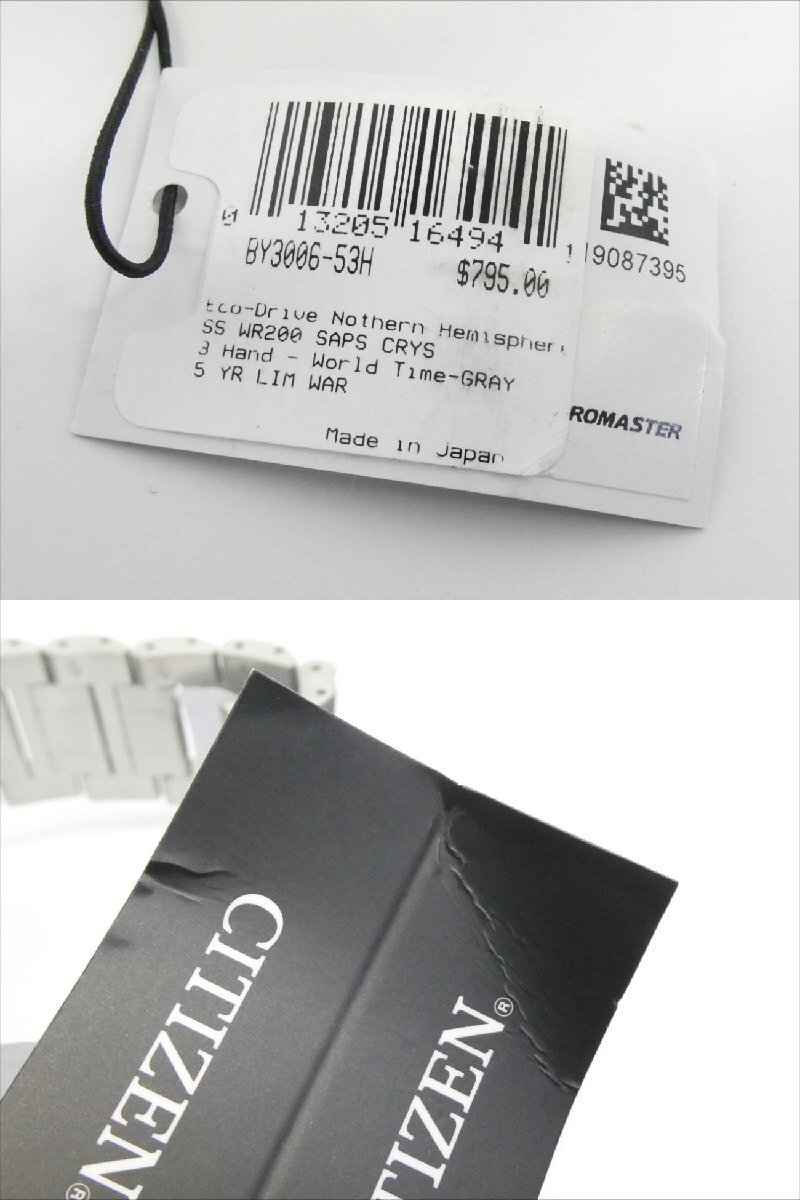 0 13205 16494
BY3006-53H $795.00
Eco-Drive Nothern Hemispher
SS WR200 SAPS CRYS
3 Hand - World Time-GRAY
5 YR LIM WAR
Made in Japan
19087395
ROMASTER
CITIZEN®
TIZEN®